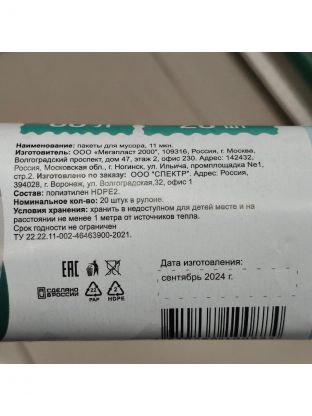 Наименование: пакеты для мусора, 11 мкн.
Изготовитель: ООО "Мегапласт 2000", 109316, Россия, г. Москва,
Волгоградский проспект, дом 47, этаж 2, офис 230. Адрес: 142432,
Россия, Московская обл., г. Ногинск, ул. Ильича, промплощадка №1,
стр.2. Изготовлено по заказу: ООО "СПЕКТР". Адрес: Россия,
394028, г. Воронеж, ул. Волгоградская,32, офис 1
Состав: полиэтилен HDPE2.
Номинальное кол-во: 20 штук в рулоне.
Условия хранения: хранить в недоступном для детей месте и на
расстоянии не менее 1 метра от источников тепла.
Срок годности не ограничен
ТУ 22.22.11-002-46463900-2021.
Дата изготовления:
сентябрь 2024 г.
EAC
СДЕЛАНО
В РОССИИ
22
PAP
2
HDPE